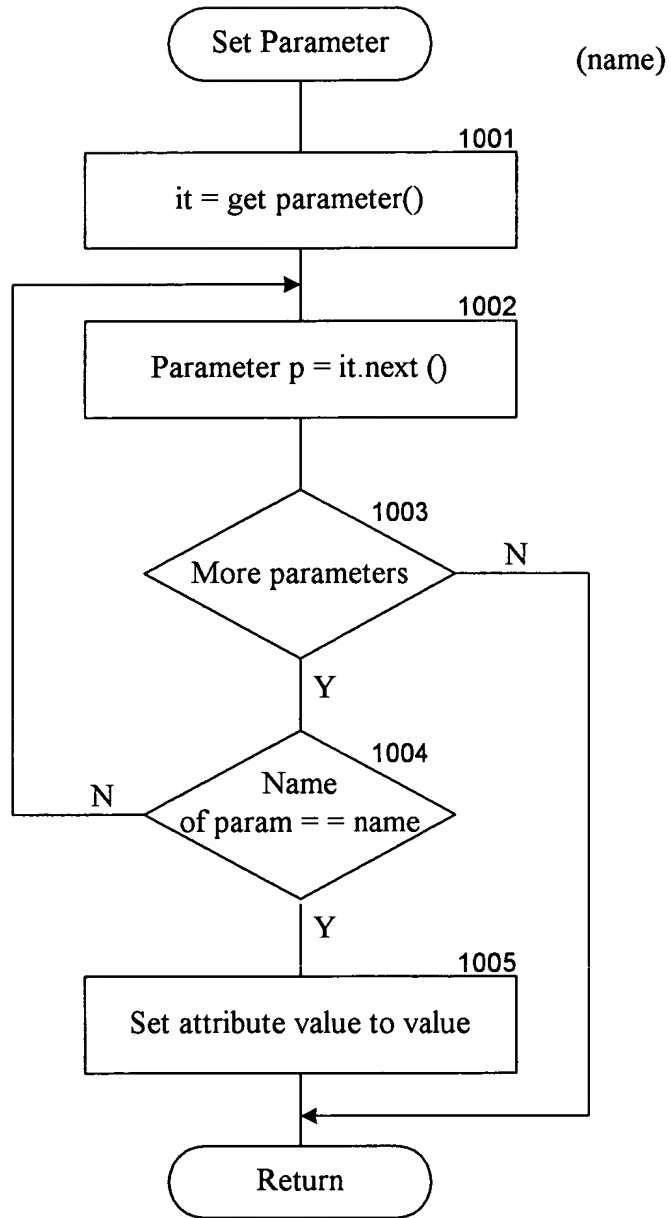 Set Parameter
(name)
1001
it = get parameter()
1002
Parameter p = it.next ()
1003
More parameters
N
Y
1004
Name
of param = = name
N
Y
1005
Set attribute value to value
Return